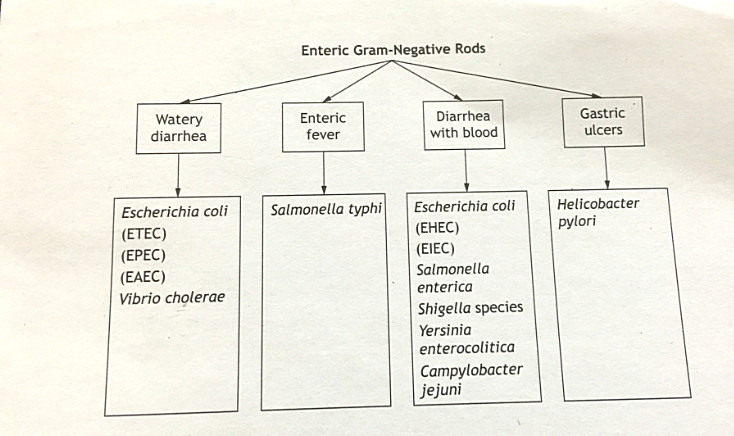 Enteric Gram-Negative Rods
Watery
diarrhea
Enteric
fever
Diarrhea
with blood
Gastric
ulcers
Escherichia coli
(ETEC)
(EPEC)
(EAEC)
Vibrio cholerae
Salmonella typhi
Escherichia coli
(EHEC)
(EIEC)
Salmonella
enterica
Shigella species
Yersinia
enterocolitica
Campylobacter
jejuni
Helicobacter
pylori